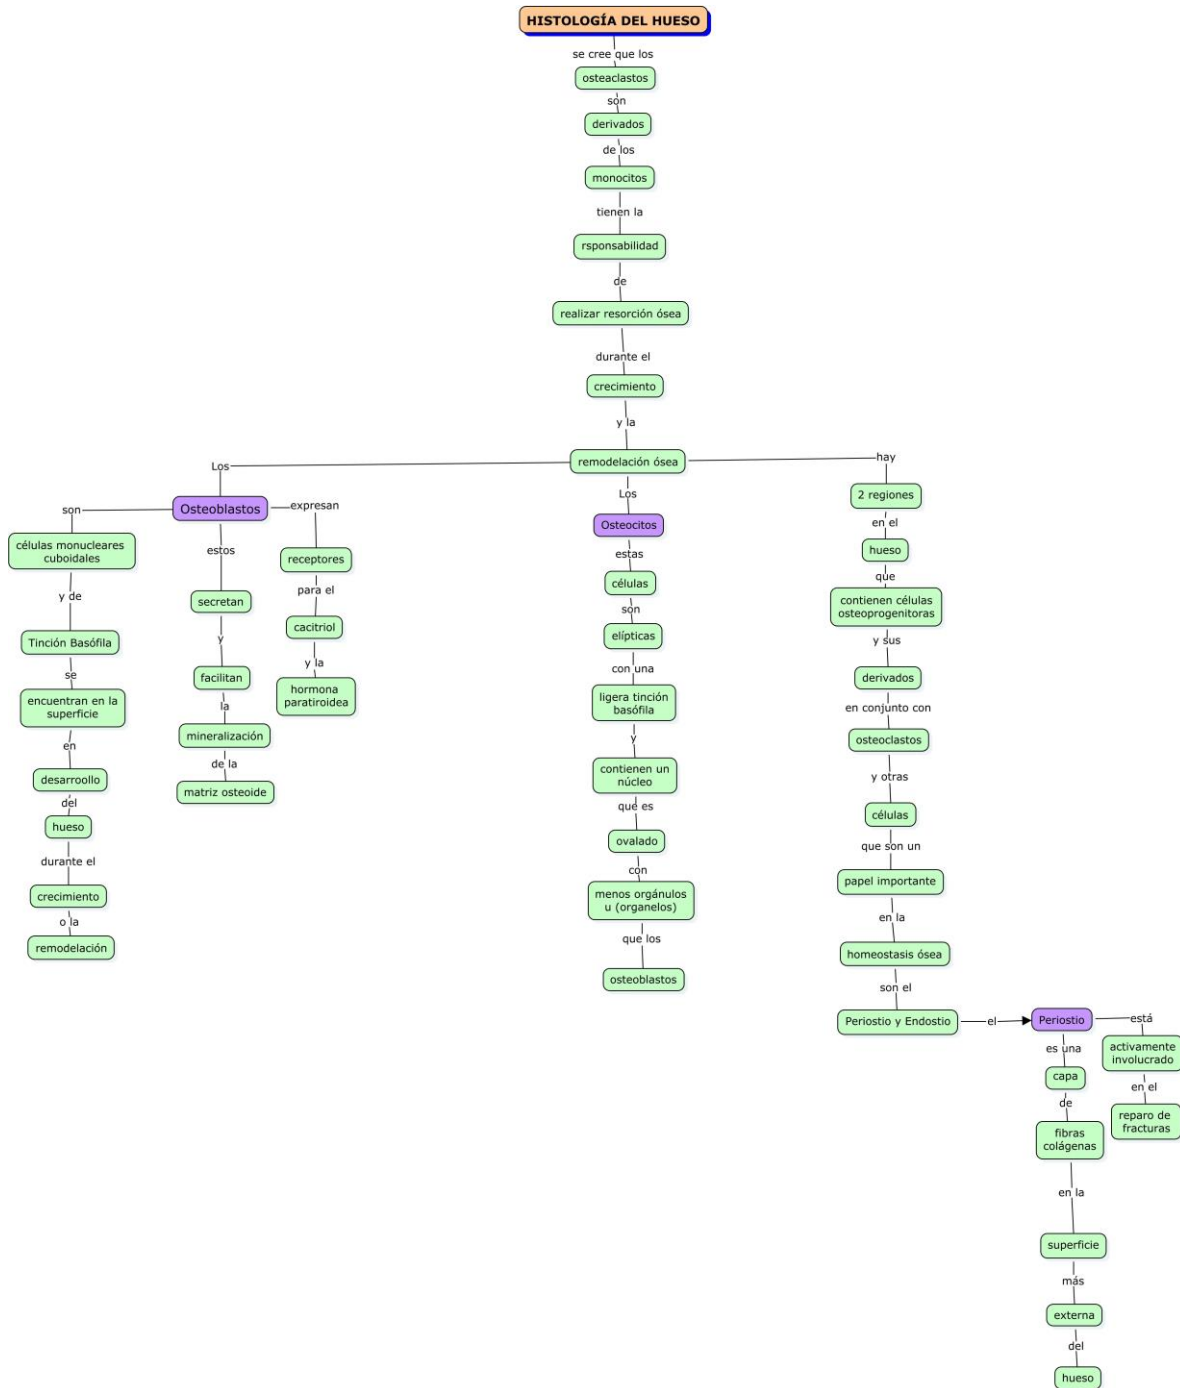 HISTOLOGÍA DEL HUESO
se cree que los
osteaclastos
son
derivados
de los
monocitos
tienen la
rsponsabilidad
de
realizar resorción ósea
durante el
crecimiento
y la
remodelación ósea
Los
Osteoblastos
son
células monucleares
cuboidales
y de
Tinción Basófila
se
encuentran en la
superficie
en
desarroollo
del
hueso
durante el
crecimiento
o la
remodelación
estos
secretan
y
facilitan
la
mineralización
de la
matriz osteoide
expresan
receptores
para el
cacitriol
y la
hormona
paratiroidea
Los
Osteocitos
estas
células
son
elípticas
con una
ligera tinción
basófila
y
contienen un
núcleo
que es
ovalado
con
menos orgánulos
u (organelos)
que los
osteoblastos
hay
2 regiones
en el
hueso
que
contienen células
osteoprogenitoras
y sus
derivados
en conjunto con
osteoclastos
y otras
células
que son un
papel importante
en la
homeostasis ósea
son el
Periostio y Endostio
el
Periostio
es una
capa
de
fibras
colágenas
en la
superficie
más
externa
del
hueso
está
activamente
involucrado
en el
reparo de
fracturas